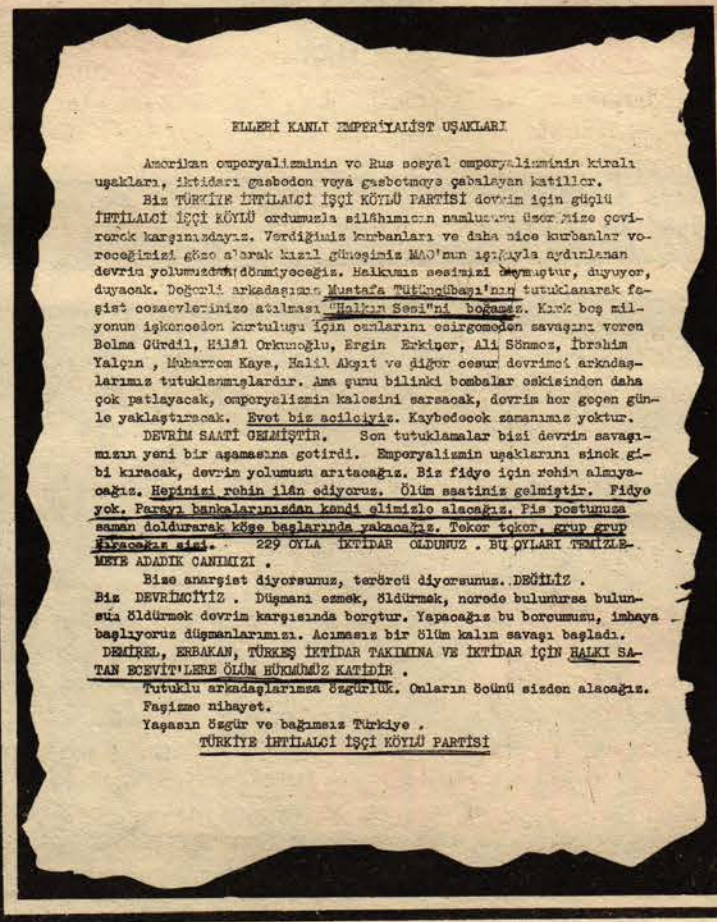 ELLERİ KANLI EMPERİYALİST UŞAKLARI
Amerikan emperyalizminin ve Rus sosyal emperyalizminin kiralı
uşakları, iktidarı gasbeden veya gasbetmeye çabalayan katiller.
Biz TÜRKİYE İHTİLALCİ İŞÇİ KÖYLÜ PARTİSİ devrim için güçlü
İHTİLALCİ İŞÇİ KÖYLÜ ordumuzla silâhımızın namlusunu üzerinize çevi-
rerek karşınızdayız. Verdiğimiz kurbanları ve daha nice kurbanlar ve-
receğimizi göze alarak kızıl güneşimiz MAO'nun ışığıyla aydınlanan
devrim yolumuzdan dönmiyeceğiz. Halkımız sesimizi duymuştur, duyuyor,
duyacak. Değerli arkadaşımız Mustafa Tütüncübaşı'nın tutuklanarak fa-
şist cezaevlerinize atılması "Halkın Sesi"ni boğamaz. Kırk beş mil-
yonun işkenceden kurtuluşu için canlarını esirgemeden savaşını veren
Belma Gürdil, Hilâl Orkunoğlu, Ergin Erkiner, Ali Sönmez, İbrahim
Yalçın , Muharrem Kaya, Halil Akşit ve diğer cesur devrimci arkadaş-
larımız tutuklanmışlardır. Ama şunu bilinki bombalar eskisinden daha
çok patlayacak, emperyalizmin kalesini sarsacak, devrim her geçen gün-
le yaklaştıracak. Evet biz acilciyiz. Kaybedecek zamanımız yoktur.
DEVRİM SAATİ GELMİŞTİR. Son tutuklamalar bizi devrim savaşı-
mızın yeni bir aşamasına getirdi. Emperyalizmin uşaklarını sinek gi-
bi kıracak, devrim yolumuzu arıtacağız. Biz fidye için rehin almıya-
cağız. Hepinizi rehin ilân ediyoruz. Ölüm saatiniz gelmiştir. Fidye
yok. Parayı bankalarınızdan kendi elimizle alacağız. Pis postunuza
saman doldurarak köşe başlarında yakacağız. Teker teker, grup grup
kıracağız sizi. 229 OYLA İKTİDAR OLDUNUZ . BU OYLARI TEMİZLE-
MEYE ADADIK CANIMIZI .
Bize anarşist diyorsunuz, terörcü diyorsunuz. DEĞİLİZ .
Biz DEVRİMCİYİZ . Düşmanı ezmek, öldürmek, nerede bulunursa bulun-
sun öldürmek devrim karşısında borçtur. Yapacağız bu borcumuzu, imhaya
başlıyoruz düşmanlarımızı. Acımasız bir ölüm kalım savaşı başladı.
DEMİREL, ERBAKAN, TÜRKEŞ İKTİDAR TAKIMINA VE İKTİDAR İÇİN HALKI SA-
TAN ECEVİT'LERE ÖLÜM HÜKMÜMÜZ KATİDİR .
Tutuklu arkadaşlarımıza özgürlük. Onların öcünü sizden alacağız.
Faşizme nihayet.
Yaşasın özgür ve bağımsız Türkiye .
TÜRKİYE İHTİLALCİ İŞÇİ KÖYLÜ PARTİSİ